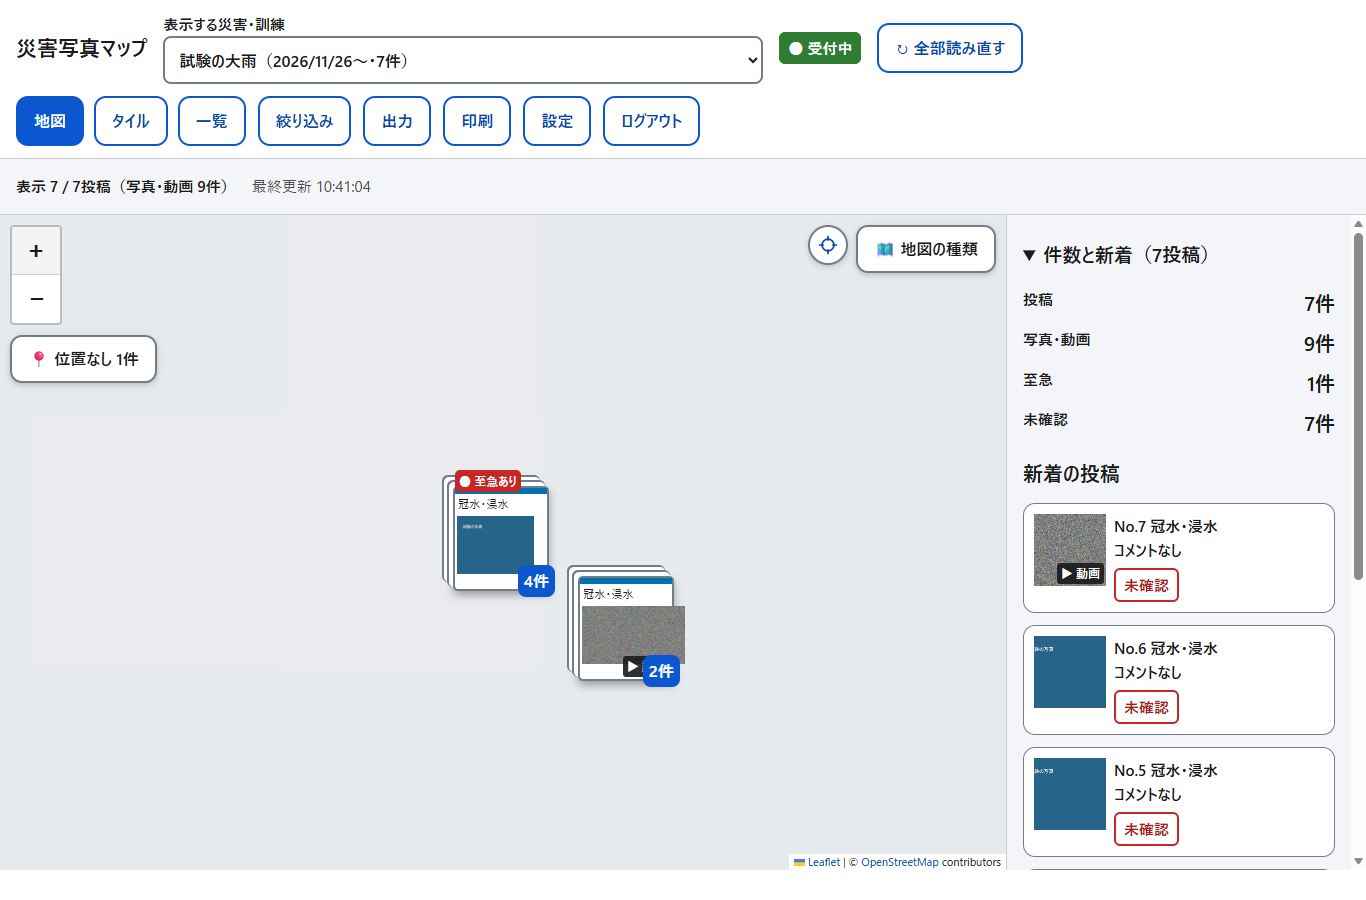 災害写真マップ
表示する災害・訓練
試験の大雨（2026/11/26～・7件）
受付中
全部読み直す
地図
タイル
一覧
絞り込み
出力
印刷
設定
ログアウト
表示 7 / 7投稿（写真・動画 9件）
最終更新 10:41:04
+
−
位置なし 1件
地図の種類
至急あり
冠水・浸水
4件
冠水・浸水
2件
Leaflet | © OpenStreetMap contributors
件数と新着（7投稿）
投稿
7件
写真・動画
9件
至急
1件
未確認
7件
新着の投稿
動画
No.7 冠水・浸水
コメントなし
未確認
No.6 冠水・浸水
コメントなし
未確認
No.5 冠水・浸水
コメントなし
未確認